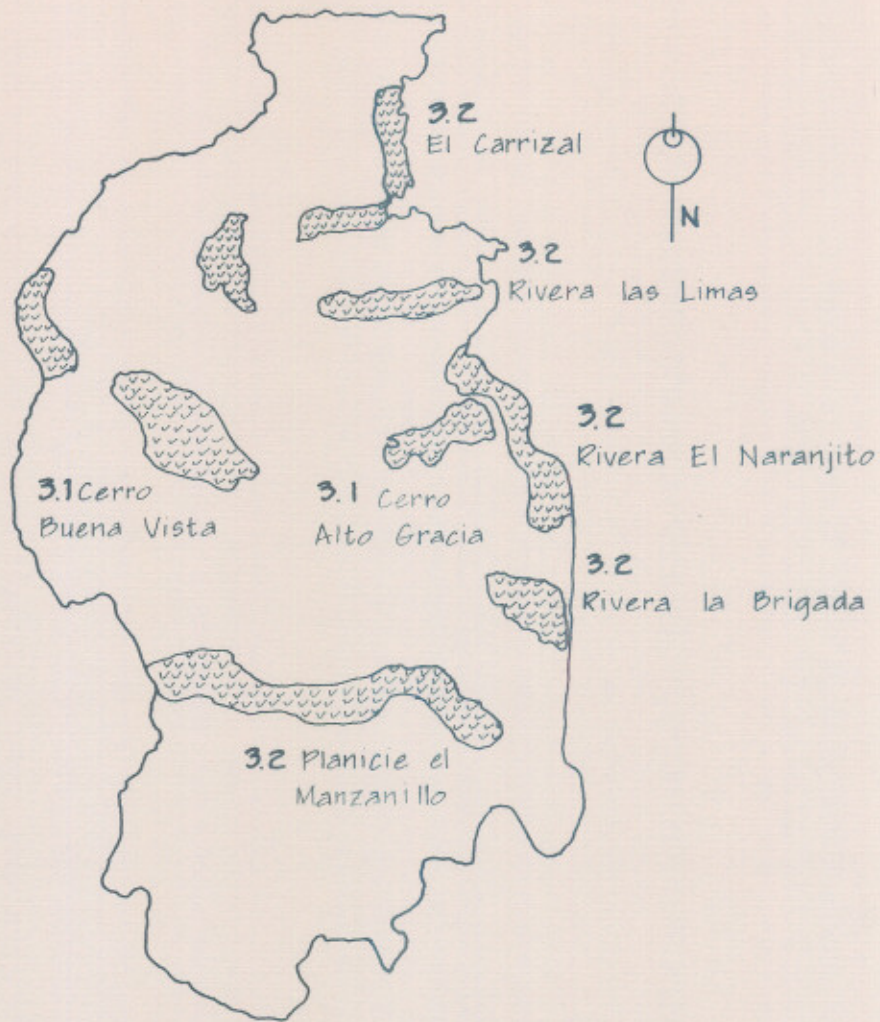 3.2
El Carrizal
N
3.2
Rivera las Limas
3.2
Rivera El Naranjito
3.1 Cerro
Buena Vista
3.1 Cerro
Alto Gracia
3.2
Rivera la Brigada
3.2 Planicie el
Manzanillo